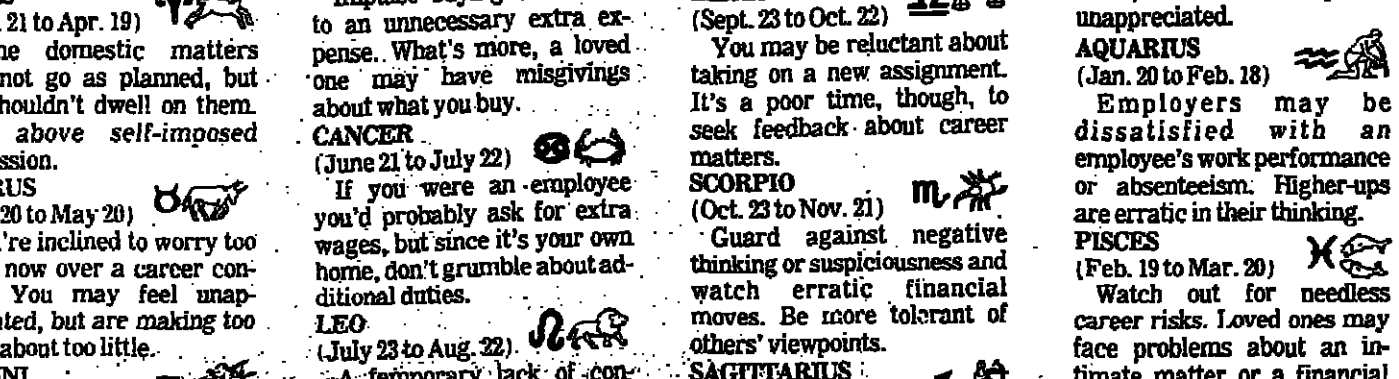 21 to Apr. 19)
domestic matters
not go as planned, but
shouldn't dwell on them.
above self-imposed
20 to May 20)
're inclined to worry too
now over a career con-
You may feel unap-
but are making too
about too little.
to an unnecessary extra ex-
pense. What's more, a loved
one may have misgivings
about what you buy.
CANCER
(June 21 to July 22)
If you were an employee
you'd probably ask for extra
wages, but since it's your own
home, don't grumble about ad-
ditional duties.
LEO
(July 23 to Aug. 22)
A temporary lack of con-
(Sept. 23 to Oct. 22)
You may be reluctant about
taking on a new assignment.
It's a poor time, though, to
seek feedback about career
matters.
SCORPIO
(Oct. 23 to Nov. 21)
Guard against negative
thinking or suspiciousness and
watch erratic financial
moves. Be more tolerant of
others' viewpoints.
SAGITTARIUS
unappreciated.
AQUARIUS
(Jan. 20 to Feb. 18)
Employers may be
dissatisfied with an
employee's work performance
or absenteeism. Higher-ups
are erratic in their thinking.
PISCES
(Feb. 19 to Mar. 20)
Watch out for needless
career risks. Loved ones may
face problems about an in-
timate matter or a financial